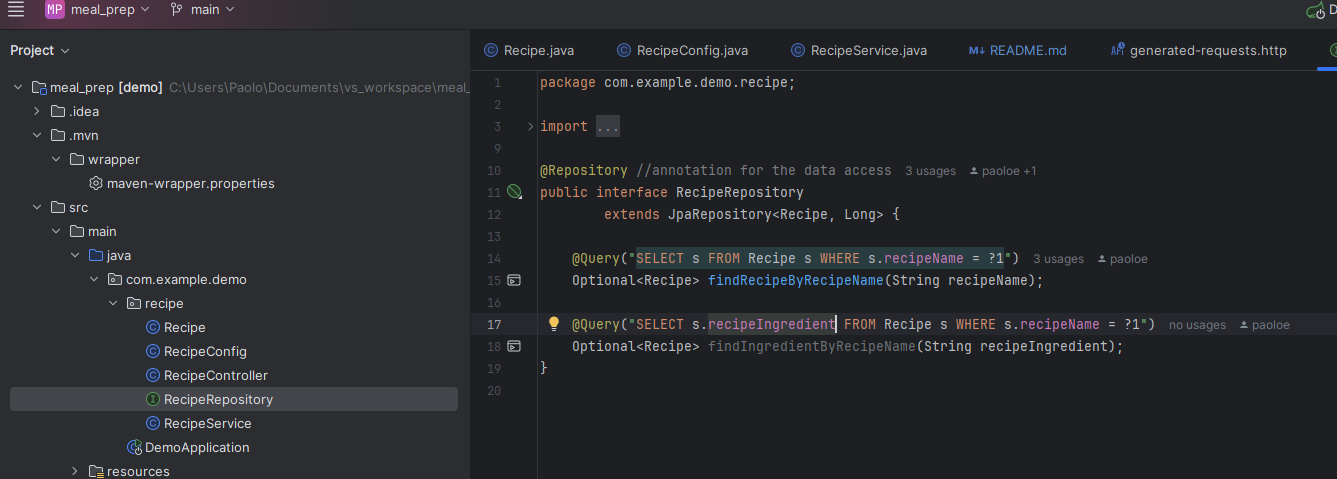 MP meal_prep main D
Project
meal_prep [demo] C:\Users\Paolo\Documents\vs_workspace\meal_
.idea
.mvn
wrapper
maven-wrapper.properties
src
main
java
com.example.demo
recipe
Recipe
RecipeConfig
RecipeController
RecipeRepository
RecipeService
DemoApplication
resources
Recipe.java RecipeConfig.java RecipeService.java M↓ README.md API generated-requests.http
1 package com.example.demo.recipe;
2
3 import ...
9
10 @Repository //annotation for the data access 3 usages paoloe +1
11 public interface RecipeRepository
12 extends JpaRepository<Recipe, Long> {
13
14 @Query("SELECT s FROM Recipe s WHERE s.recipeName = ?1") 3 usages paoloe
15 Optional<Recipe> findRecipeByRecipeName(String recipeName);
16
17 @Query("SELECT s.recipeIngredient FROM Recipe s WHERE s.recipeName = ?1") no usages paoloe
18 Optional<Recipe> findIngredientByRecipeName(String recipeIngredient);
19 }
20